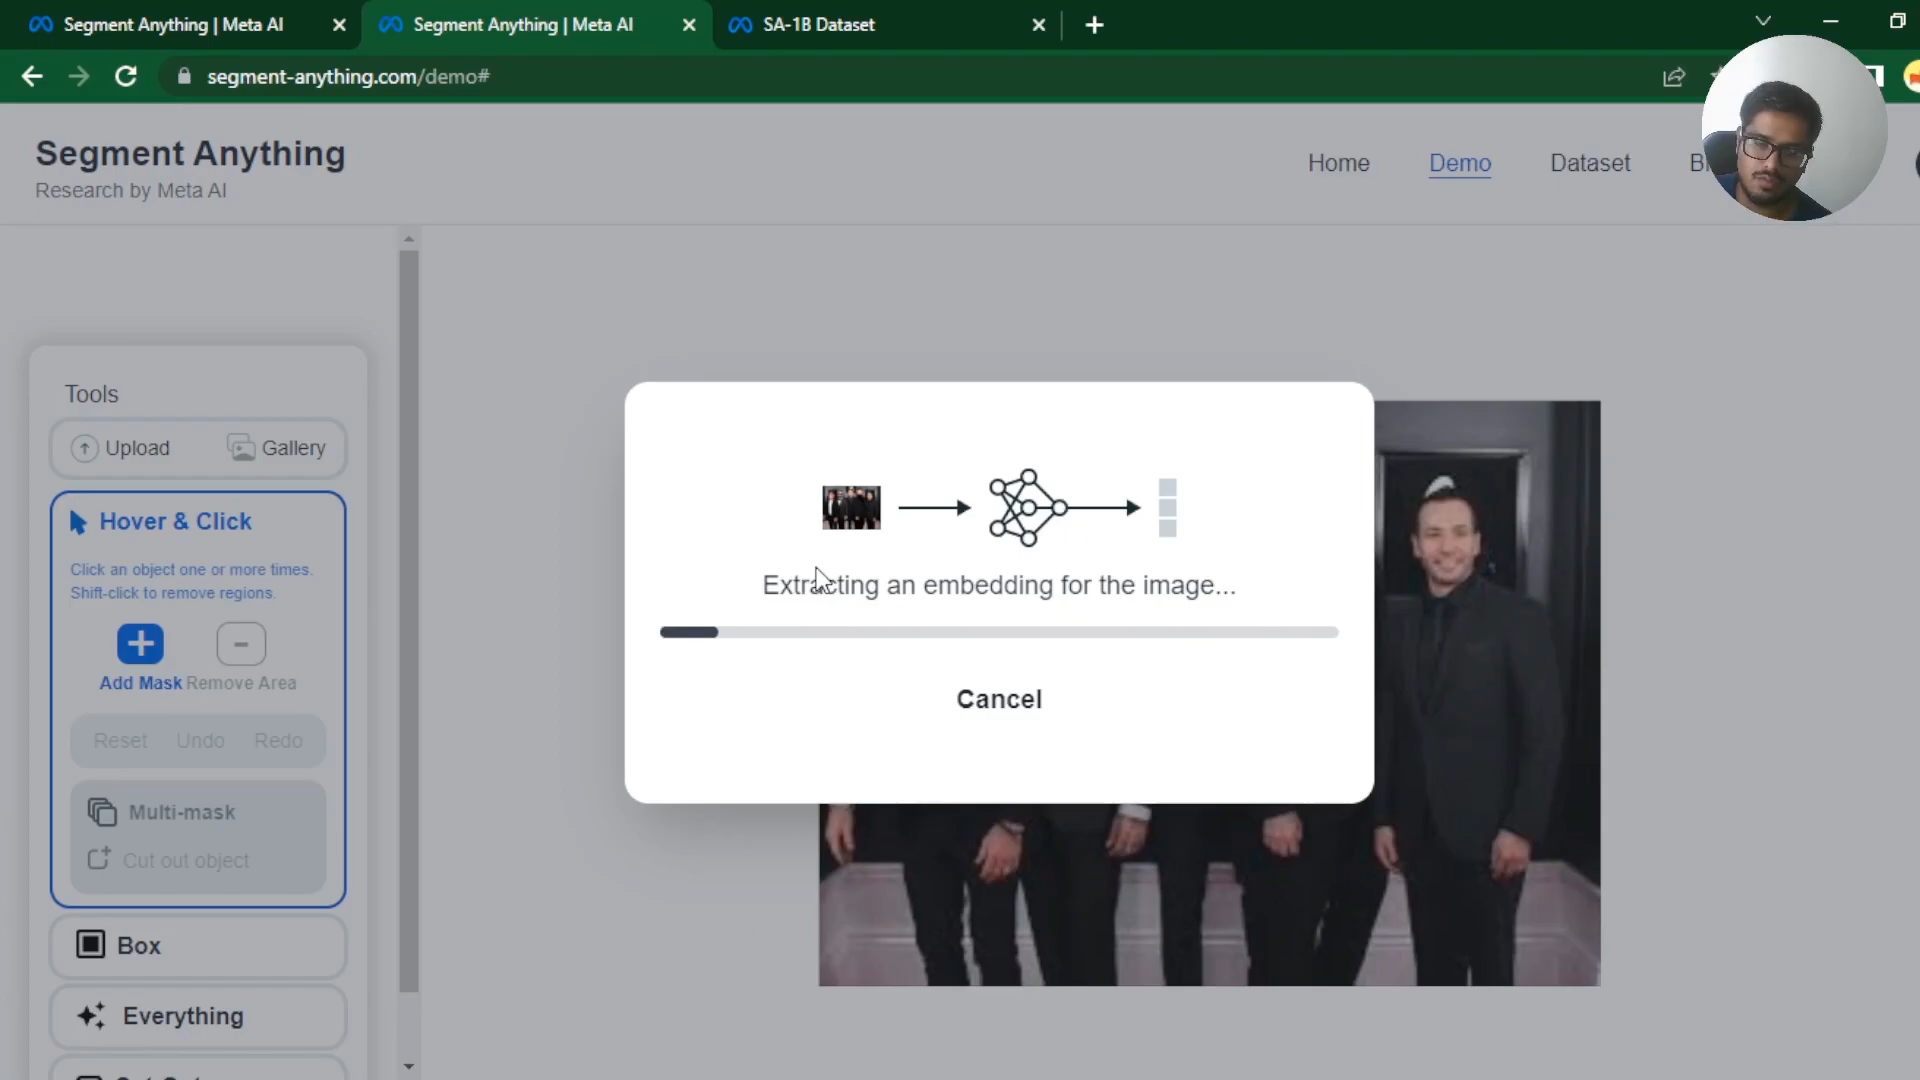 Segment Anything | Meta AI
Segment Anything | Meta AI
SA-1B Dataset
segment-anything.com/demo#
Segment Anything
Research by Meta AI
Home
Demo
Dataset
Tools
Upload
Gallery
Hover & Click
Click an object one or more times.
Shift-click to remove regions.
Add Mask
Remove Area
Reset
Undo
Redo
Multi-mask
Cut out object
Box
Everything
Extracting an embedding for the image...
Cancel